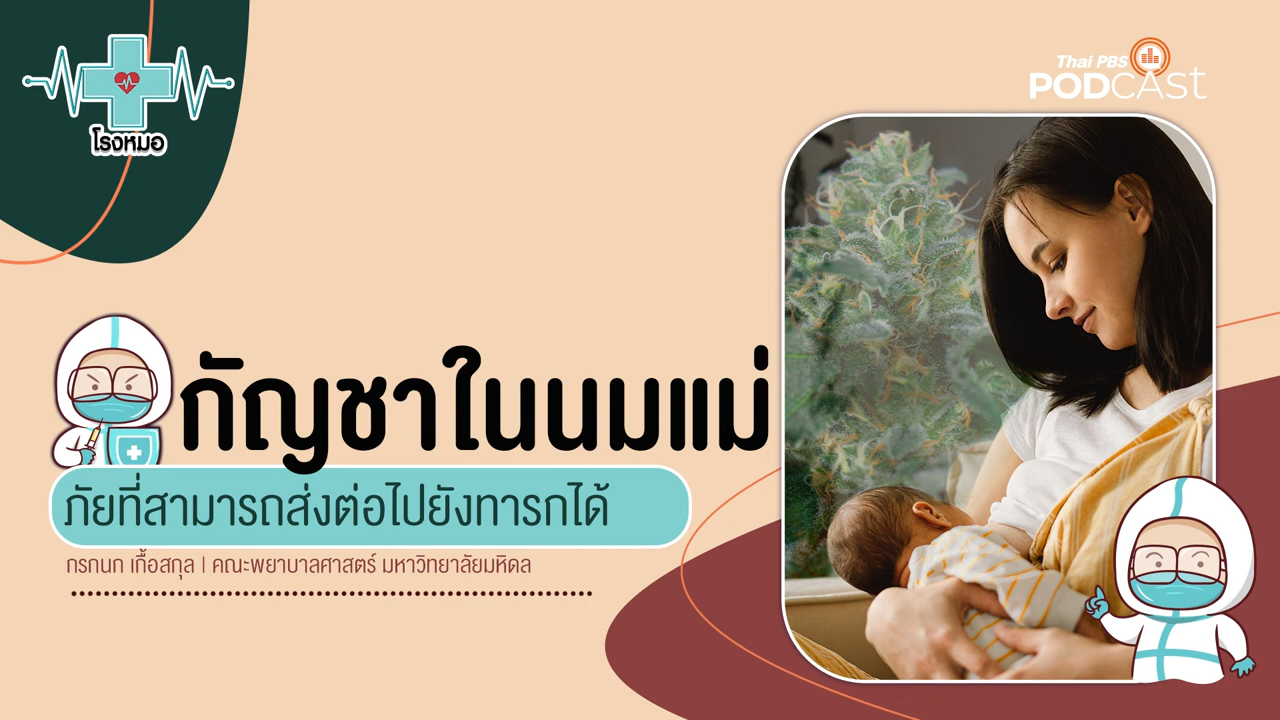 โรงหมอ
Thai PBS
PODCASt
กัญชาในนมแม่
ภัยที่สามารถส่งต่อไปยังทารกได้
กรกนก เกื้อสกุล | คณะพยาบาลศาสตร์ มหาวิทยาลัยมหิดล